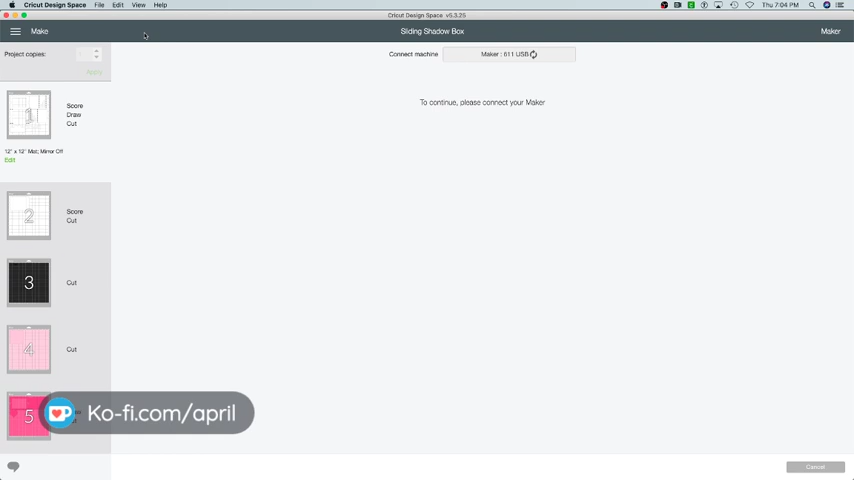 Cricut Design Space File Edit View Help
Thu 7:04 PM
Cricut Design Space v5.3.25
Make
Sliding Shadow Box
Maker
Project copies:
Apply
Connect machine
Maker : 611 USB
To continue, please connect your Maker
1
Score
Draw
Cut
12" x 12" Mat; Mirror Off
Edit
2
Score
Cut
3
Cut
4
Cut
5
Ko-fi.com/april
Cancel